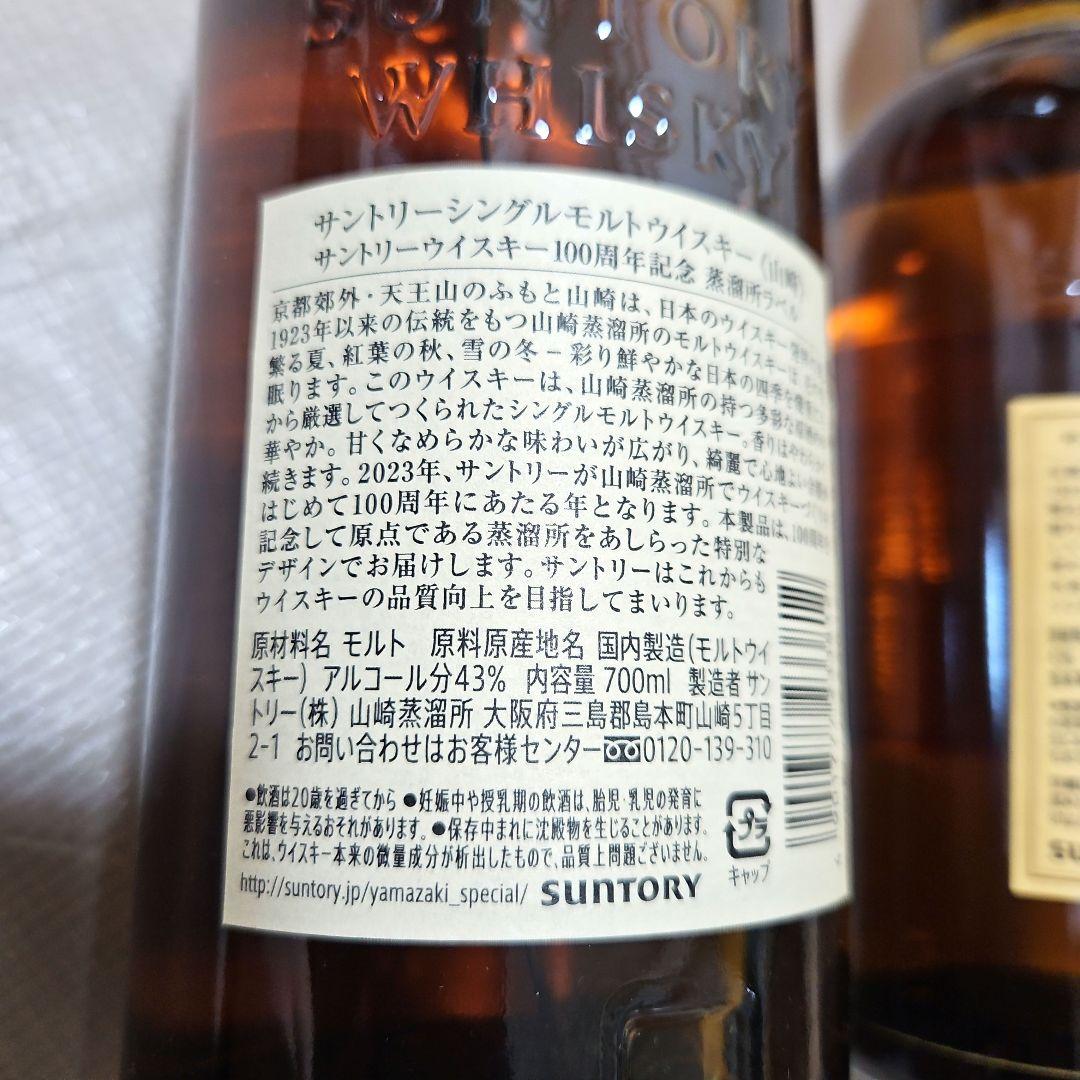 SUNTORY
WHISKY
サントリーシングルモルトウイスキー〈山崎〉
サントリーウイスキー100周年記念 蒸溜所ラベル
京都郊外・天王山のふもと山崎は、日本のウイスキー
1923年以来の伝統をもつ山崎蒸溜所のモルトウイスキーは
繁る夏、紅葉の秋、雪の冬－彩り鮮やかな日本の四季を
眠ります。このウイスキーは、山崎蒸溜所の持つ多彩な
から厳選してつくられたシングルモルトウイスキー。香りはやわらかく
華やか。甘くなめらかな味わいが広がり、綺麗で心地よい
続きます。2023年、サントリーが山崎蒸溜所でウイスキー
はじめて100周年にあたる年となります。本製品は、100周年を
記念して原点である蒸溜所をあしらった特別な
デザインでお届けします。サントリーはこれからも
ウイスキーの品質向上を目指してまいります。
原材料名 モルト 原料原産地名 国内製造(モルトウイ
スキー) アルコール分43% 内容量 700ml 製造者 サン
トリー(株) 山崎蒸溜所 大阪府三島郡島本町山崎5丁目
2-1 お問い合わせはお客様センター 0120-139-310
●飲酒は20歳を過ぎてから ●妊娠中や授乳期の飲酒は、胎児・乳児の発育に
悪影響を与えるおそれがあります。●保存中まれに沈殿物を生じることがあります。
これは、ウイスキー本来の微量成分が析出したもので、品質上問題ございません。
プラ
キャップ
http://suntory.jp/yamazaki_special/ SUNTORY